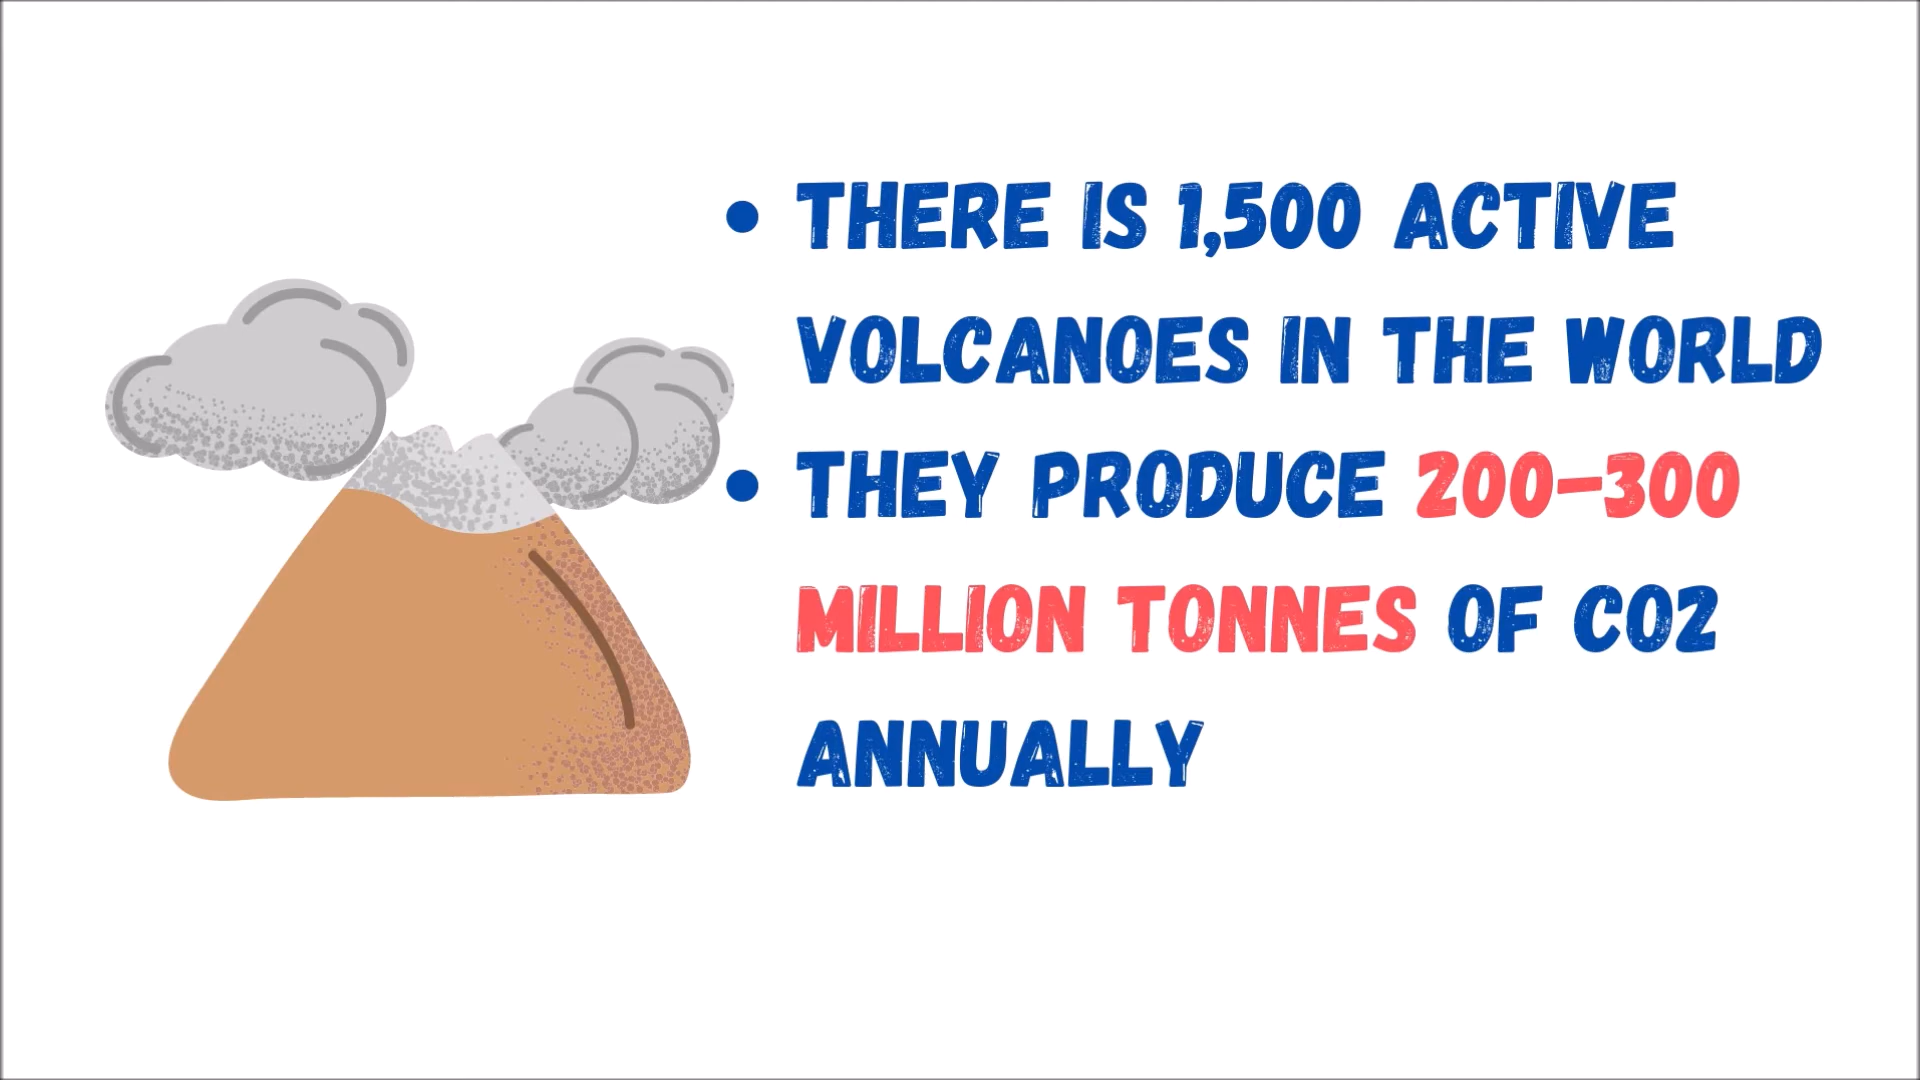 • THERE IS 1,500 ACTIVE
VOLCANOES IN THE WORLD
• THEY PRODUCE 200–300
MILLION TONNES OF CO2
ANNUALLY